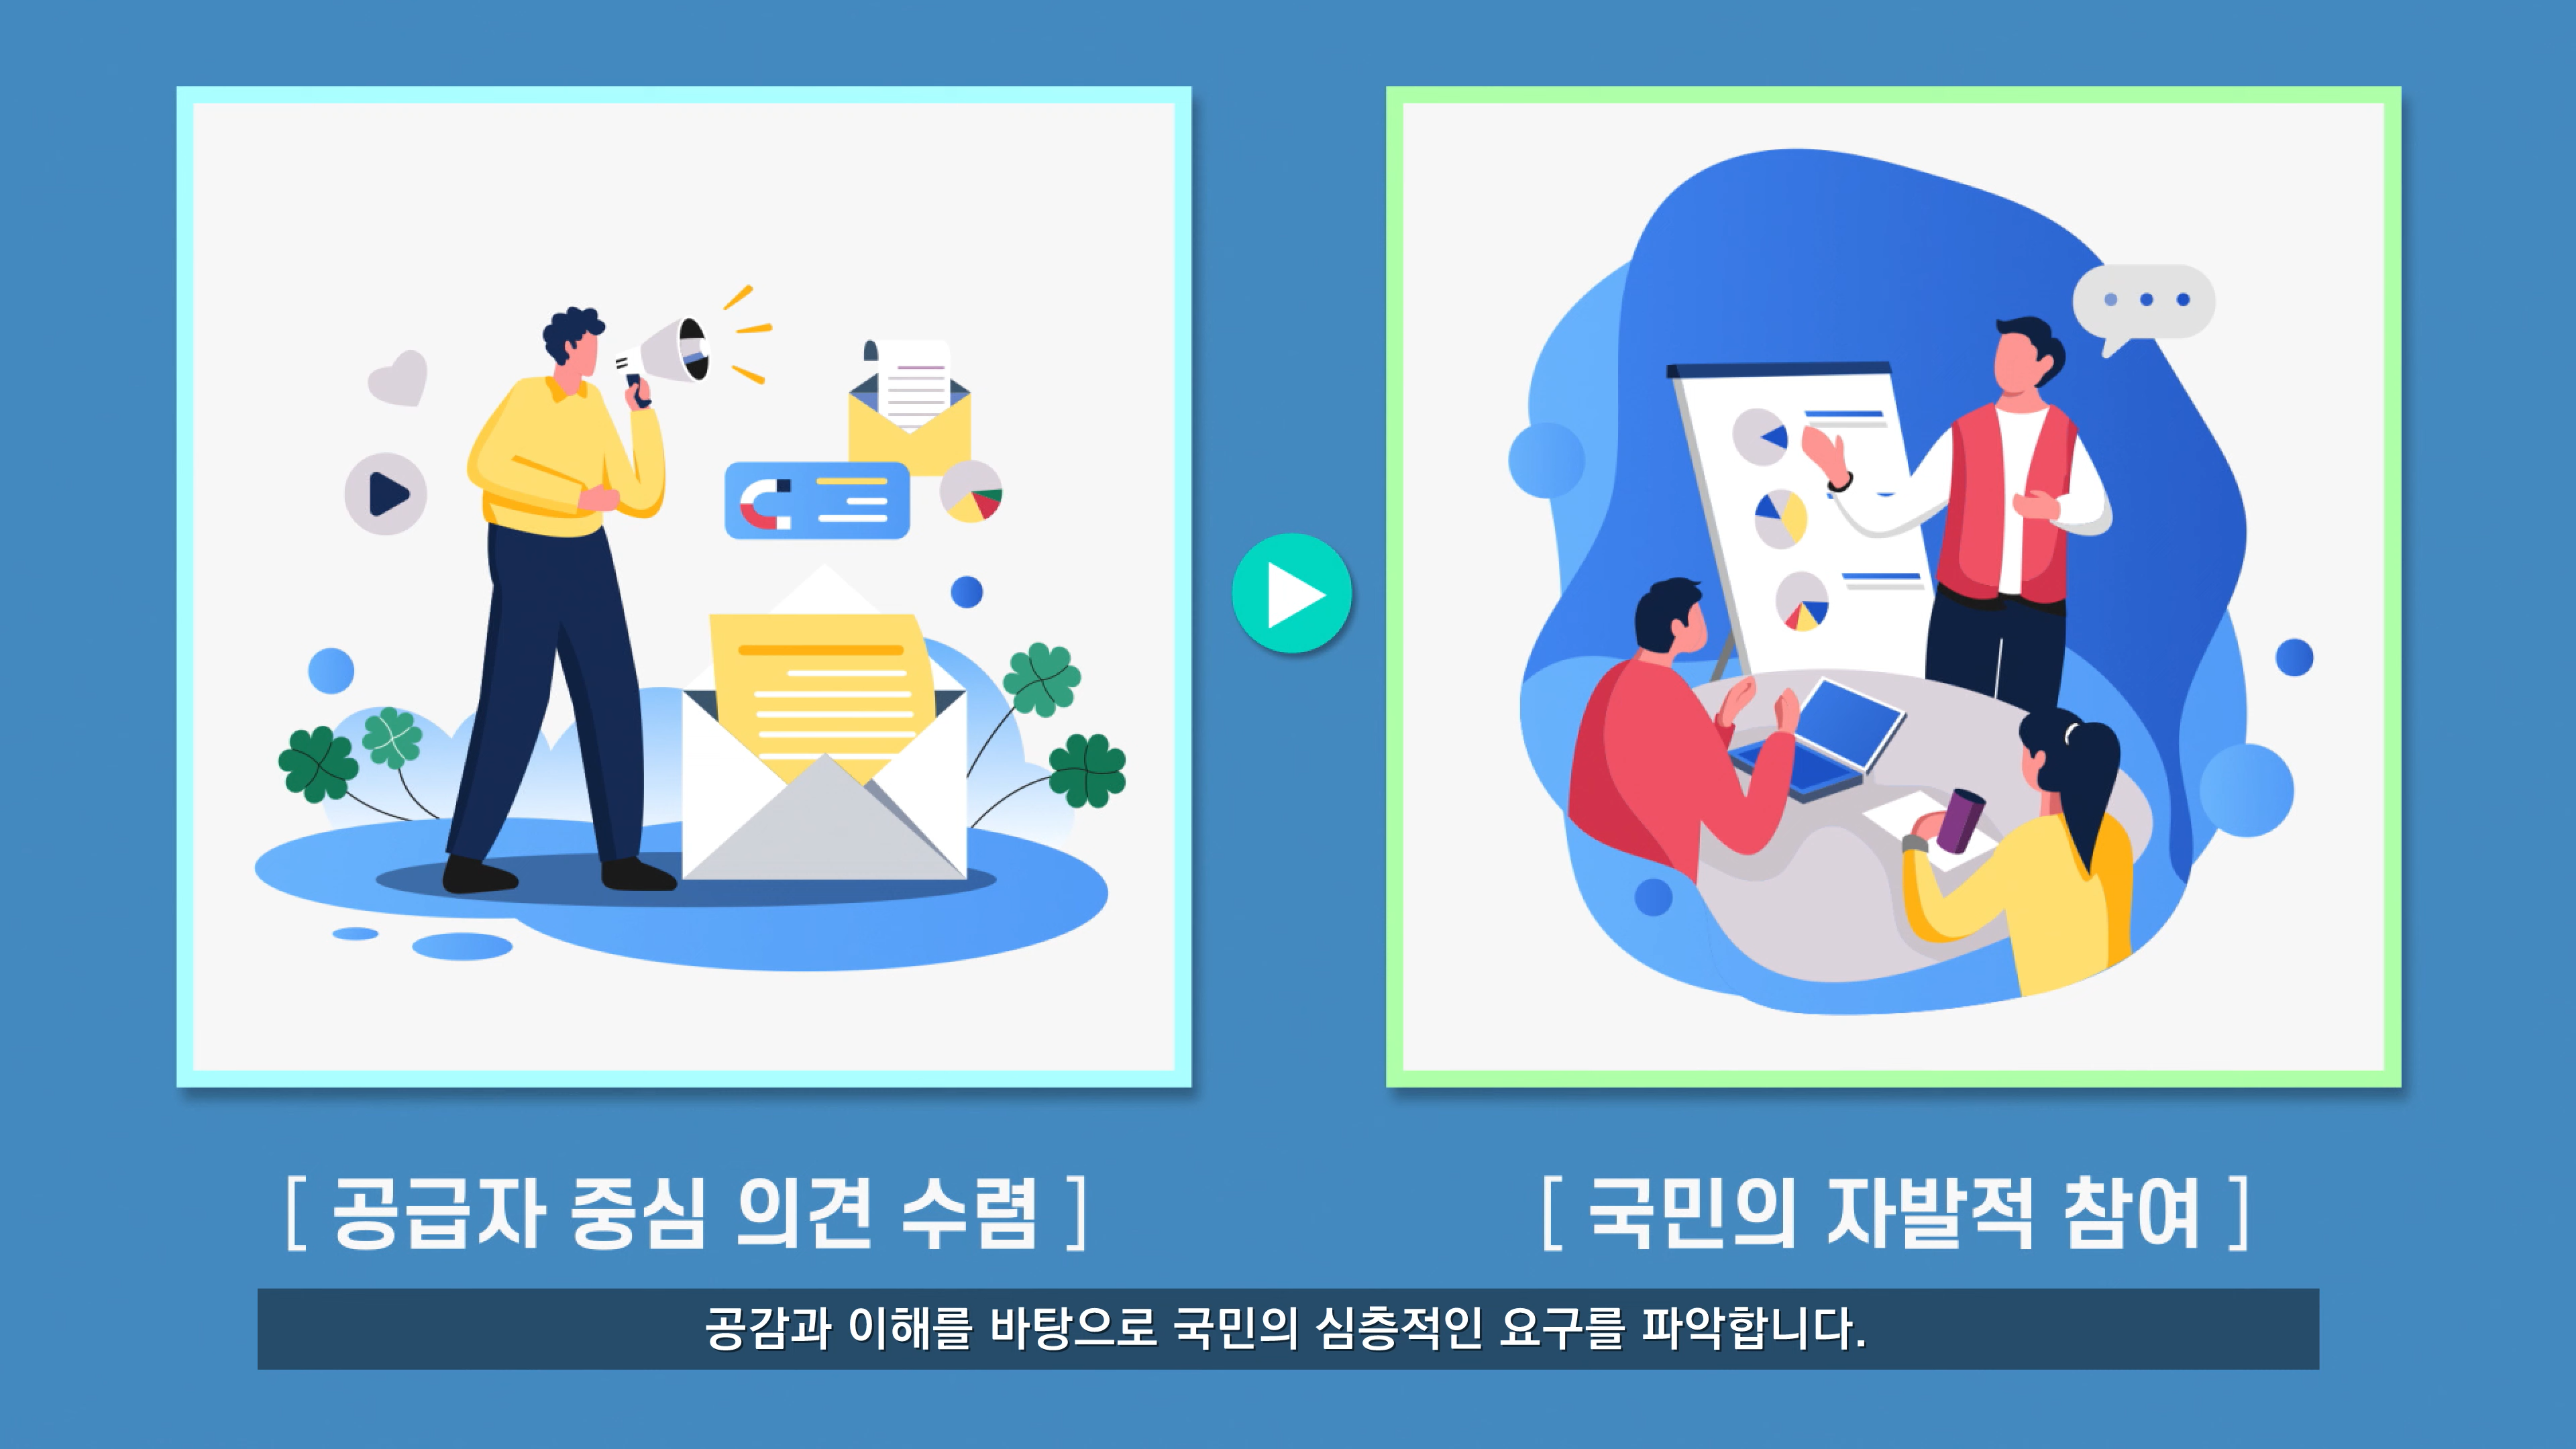 [ 공급자 중심 의견 수렴 ]
[ 국민의 자발적 참여 ]
공감과 이해를 바탕으로 국민의 심층적인 요구를 파악합니다.